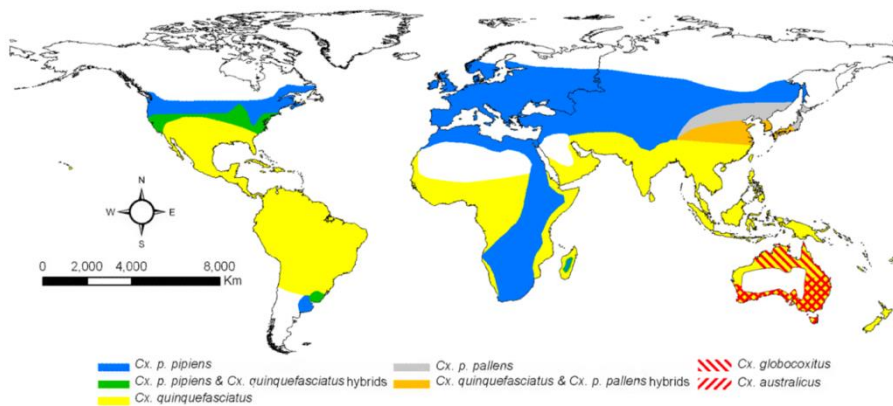 N
W E
S
0 2,000 4,000 8,000
Km
Cx. p. pipiens
Cx. p. pipiens & Cx. quinquefasciatus hybrids
Cx. quinquefasciatus
Cx. p. pallens
Cx. quinquefasciatus & Cx. p. pallens hybrids
Cx. globocoxitus
Cx. australicus